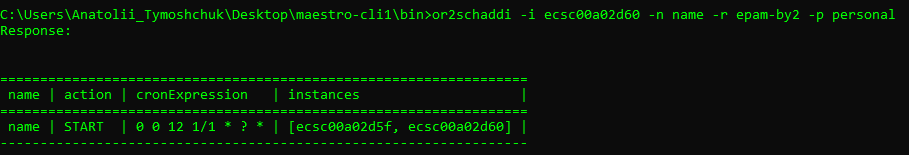 C:\Users\Anatolii_Tymoshchuk\Desktop\maestro-cli1\bin>or2schaddi -i ecsc00a02d60 -n name -r epam-by2 -p personal
Response:
================================================================
name | action | cronExpression | instances |
================================================================
name | START | 0 0 12 1/1 * ? * | [ecsc00a02d5f, ecsc00a02d60] |
----------------------------------------------------------------